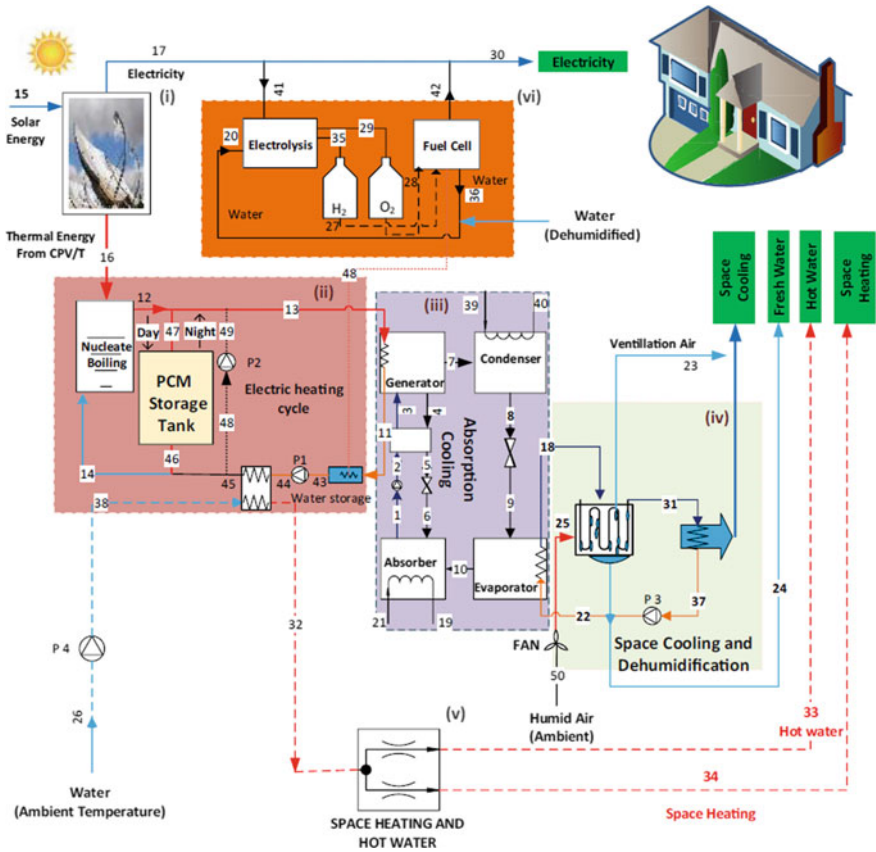 17
30
Electricity
Electricity
15
(i)
41
42
(vi)
Solar
Energy
20
Electrolysis
35
29
Fuel Cell
28
Water
36
H2
O2
Water
27
Water
(Dehumidified)
Thermal Energy
From CPV/T
16
Space
Cooling
Fresh Water
Hot Water
Space
Heating
(ii)
48
12
13
(iii)
39
40
Day
47
Night
49
Nucleate
Boiling
P2
Ventillation Air
23
7
Condenser
Generator
PCM
Storage
Tank
Electric heating
cycle
3
4
8
(iv)
48
11
Absorption
Cooling
18
46
P1
2
5
14
45
44
43
Water storage
9
31
38
25
1
6
Absorber
10
Evaporator
24
37
22
P 3
21
19
32
FAN
Space Cooling and
Dehumidification
P 4
50
26
(v)
Humid Air
(Ambient)
33
Hot water
34
Water
(Ambient Temperature)
SPACE HEATING AND
HOT WATER
Space Heating